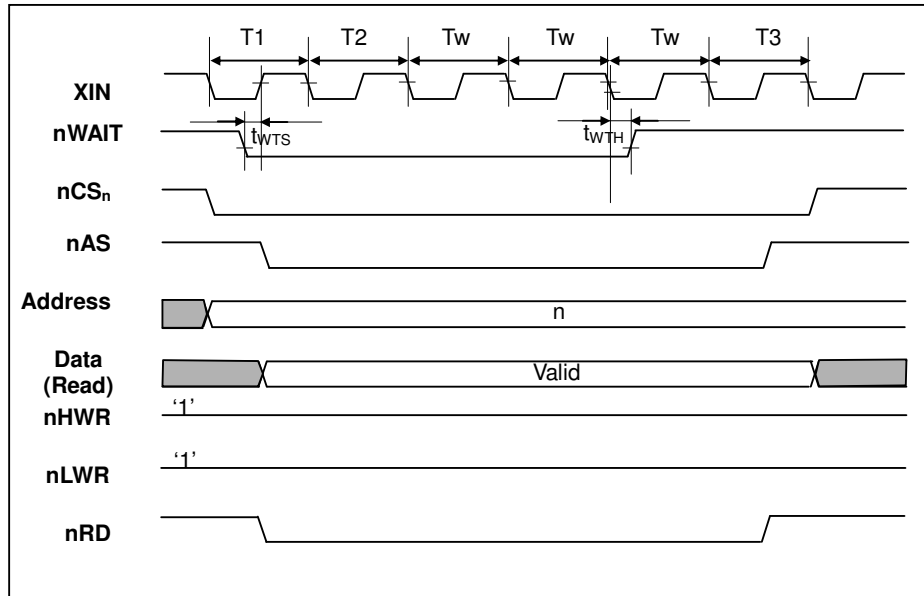 T1 T2 Tw Tw Tw T3
XIN
nWAIT
tWTS tWTH
nCSn
nAS
Address
n
Data
(Read)
Valid
nHWR
‘1’
nLWR
‘1’
nRD